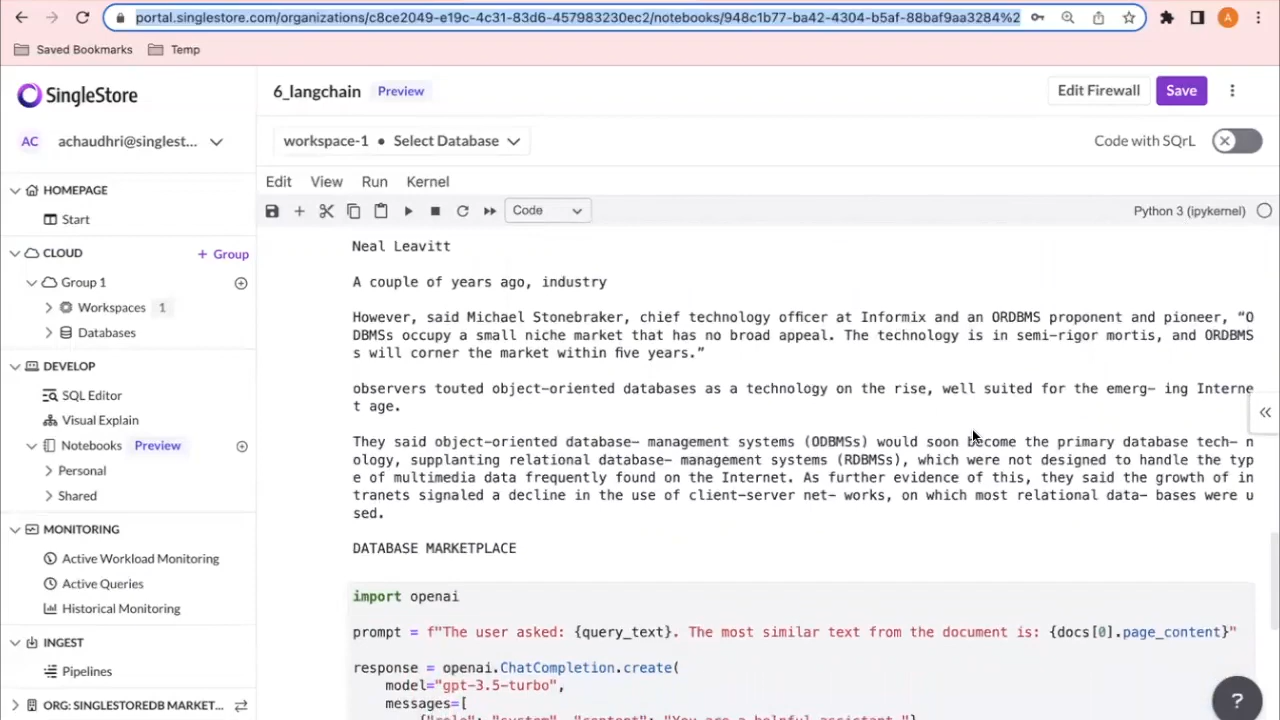 portal.singlestore.com/organizations/c8ce2049-e19c-4c31-83d6-457983230ec2/notebooks/948c1b77-ba42-4304-b5af-88baf9aa3284%2
A
Saved Bookmarks
Temp
SingleStore
AC
achaudhri@singlest...
HOMEPAGE
Start
CLOUD
+ Group
Group 1
Workspaces 1
Databases
DEVELOP
SQL Editor
Visual Explain
Notebooks Preview
Personal
Shared
MONITORING
Active Workload Monitoring
Active Queries
Historical Monitoring
INGEST
Pipelines
ORG: SINGLESTOREDB MARKET...
6_langchain Preview
Edit Firewall
Save
workspace-1 • Select Database
Code with SQrL
Edit View Run Kernel
Code
Python 3 (ipykernel)
Neal Leavitt
A couple of years ago, industry
However, said Michael Stonebraker, chief technology officer at Informix and an ORDBMS proponent and pioneer, “O
DBMSs occupy a small niche market that has no broad appeal. The technology is in semi-rigor mortis, and ORDBMS
s will corner the market within five years.”
observers touted object-oriented databases as a technology on the rise, well suited for the emerg- ing Interne
t age.
They said object-oriented database- management systems (ODBMSs) would soon become the primary database tech- n
ology, supplanting relational database- management systems (RDBMSs), which were not designed to handle the typ
e of multimedia data frequently found on the Internet. As further evidence of this, they said the growth of in
tranets signaled a decline in the use of client-server net- works, on which most relational data- bases were u
sed.
DATABASE MARKETPLACE
import openai
prompt = f"The user asked: {query_text}. The most similar text from the document is: {docs[0].page_content}"
response = openai.ChatCompletion.create(
model="gpt-3.5-turbo",
messages=[
{"role": "system", "content": "You are a helpful assistant."},
?